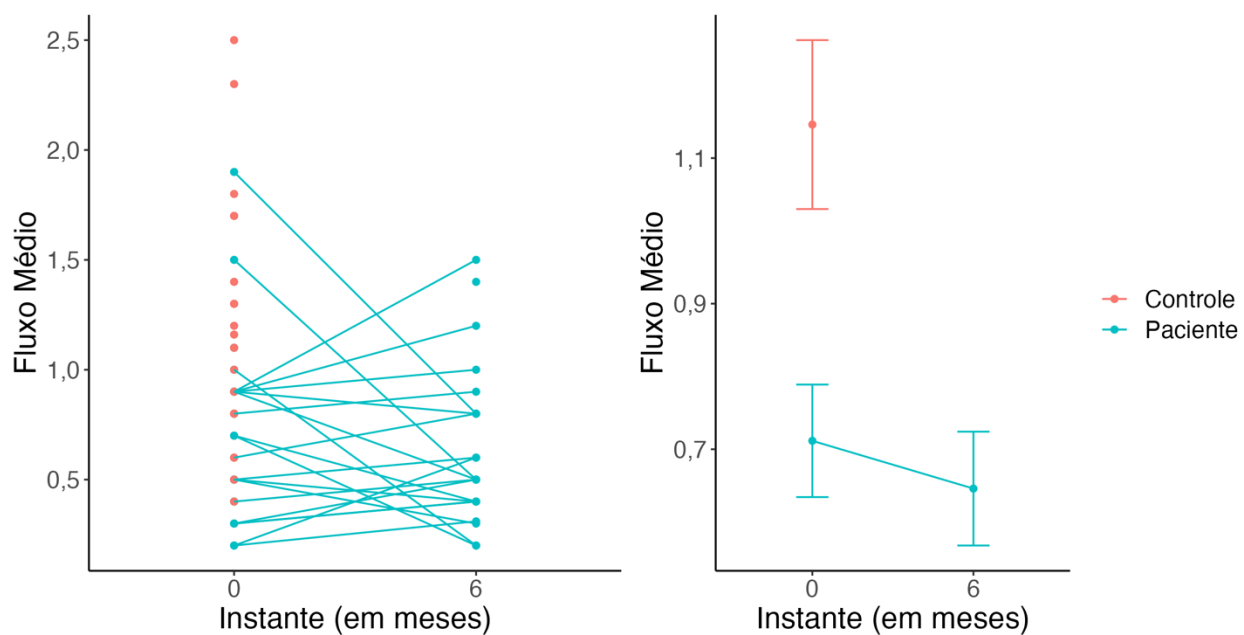 Fluxo Médio
2,5
2,0
1,5
1,0
0,5
0
6
Instante (em meses)
Fluxo Médio
1,1
0,9
0,7
0
6
Instante (em meses)
Controle
Paciente